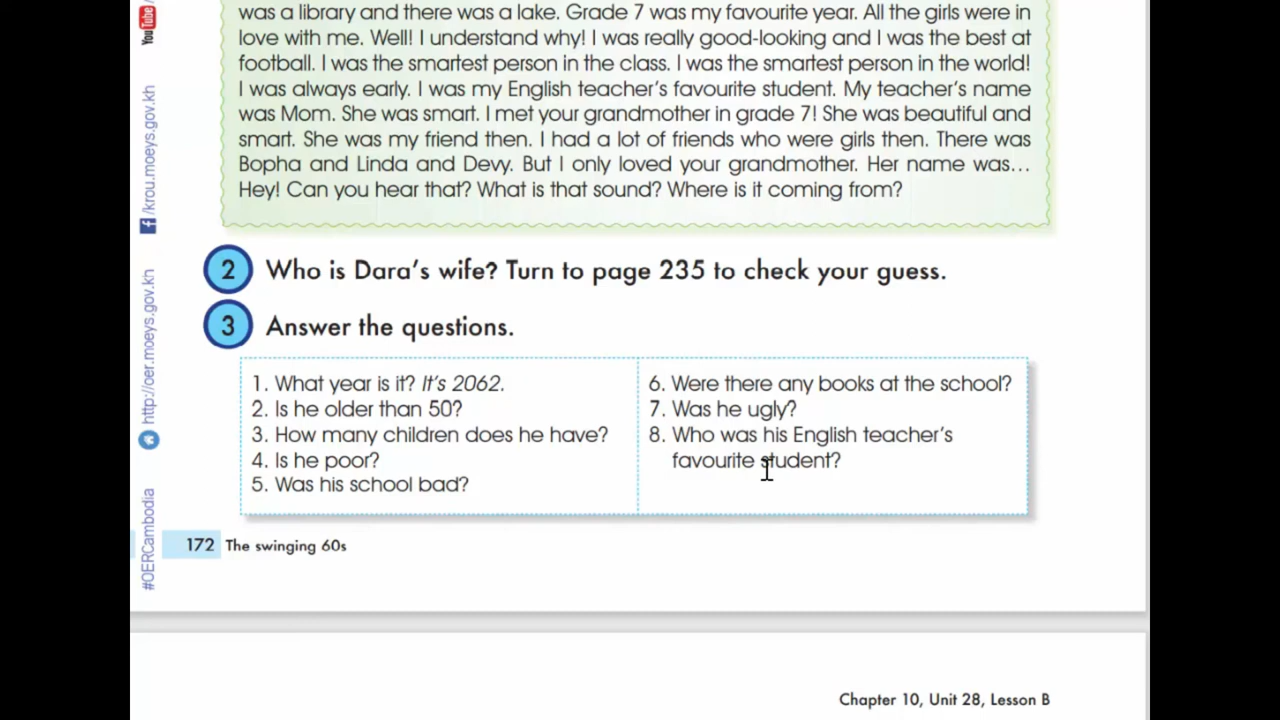 was a library and there was a lake. Grade 7 was my favourite year. All the girls were in
love with me. Well! I understand why! I was really good-looking and I was the best at
football. I was the smartest person in the class. I was the smartest person in the world!
I was always early. I was my English teacher's favourite student. My teacher's name
was Mom. She was smart. I met your grandmother in grade 7! She was beautiful and
smart. She was my friend then. I had a lot of friends who were girls then. There was
Bopha and Linda and Devy. But I only loved your grandmother. Her name was…
Hey! Can you hear that? What is that sound? Where is it coming from?
2 Who is Dara's wife? Turn to page 235 to check your guess.
3 Answer the questions.
1. What year is it? It's 2062.
2. Is he older than 50?
3. How many children does he have?
4. Is he poor?
5. Was his school bad?
6. Were there any books at the school?
7. Was he ugly?
8. Who was his English teacher's
favourite student?
172 The swinging 60s
Chapter 10, Unit 28, Lesson B
YouTube /
/krou.moeys.gov.kh
http://oer.moeys.gov.kh
#OERCambodia